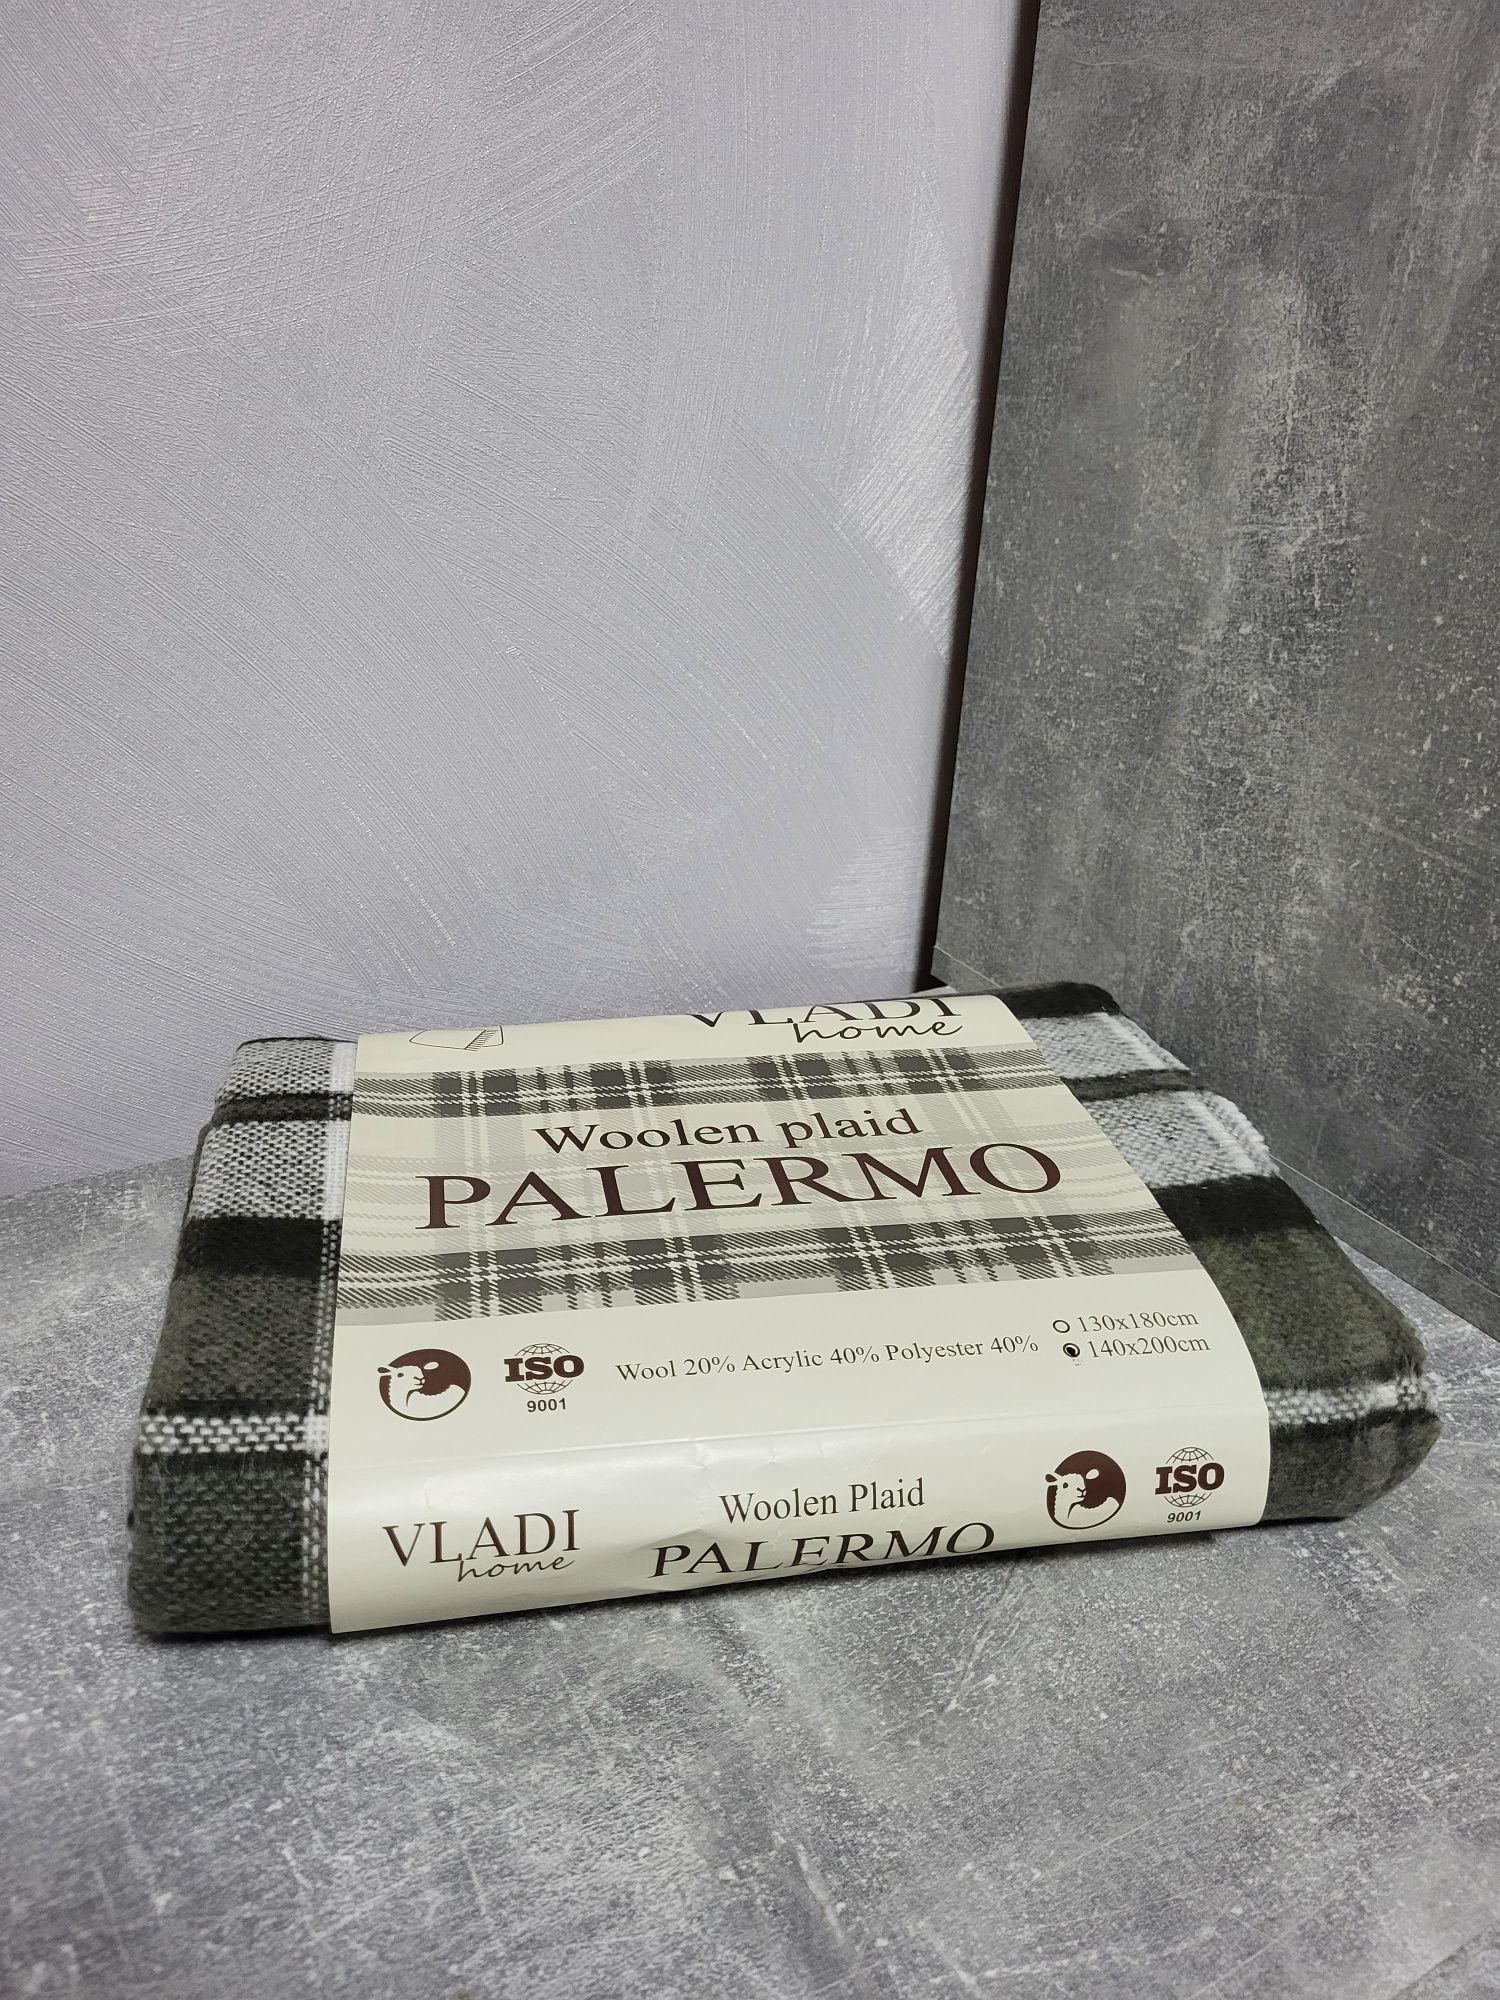 VLADI
home
Woolen plaid
PALERMO
ISO
9001
Wool 20% Acrylic 40% Polyester 40%
130x180cm
140x200cm
VLADI
home
Woolen Plaid
PALERMO
ISO
9001